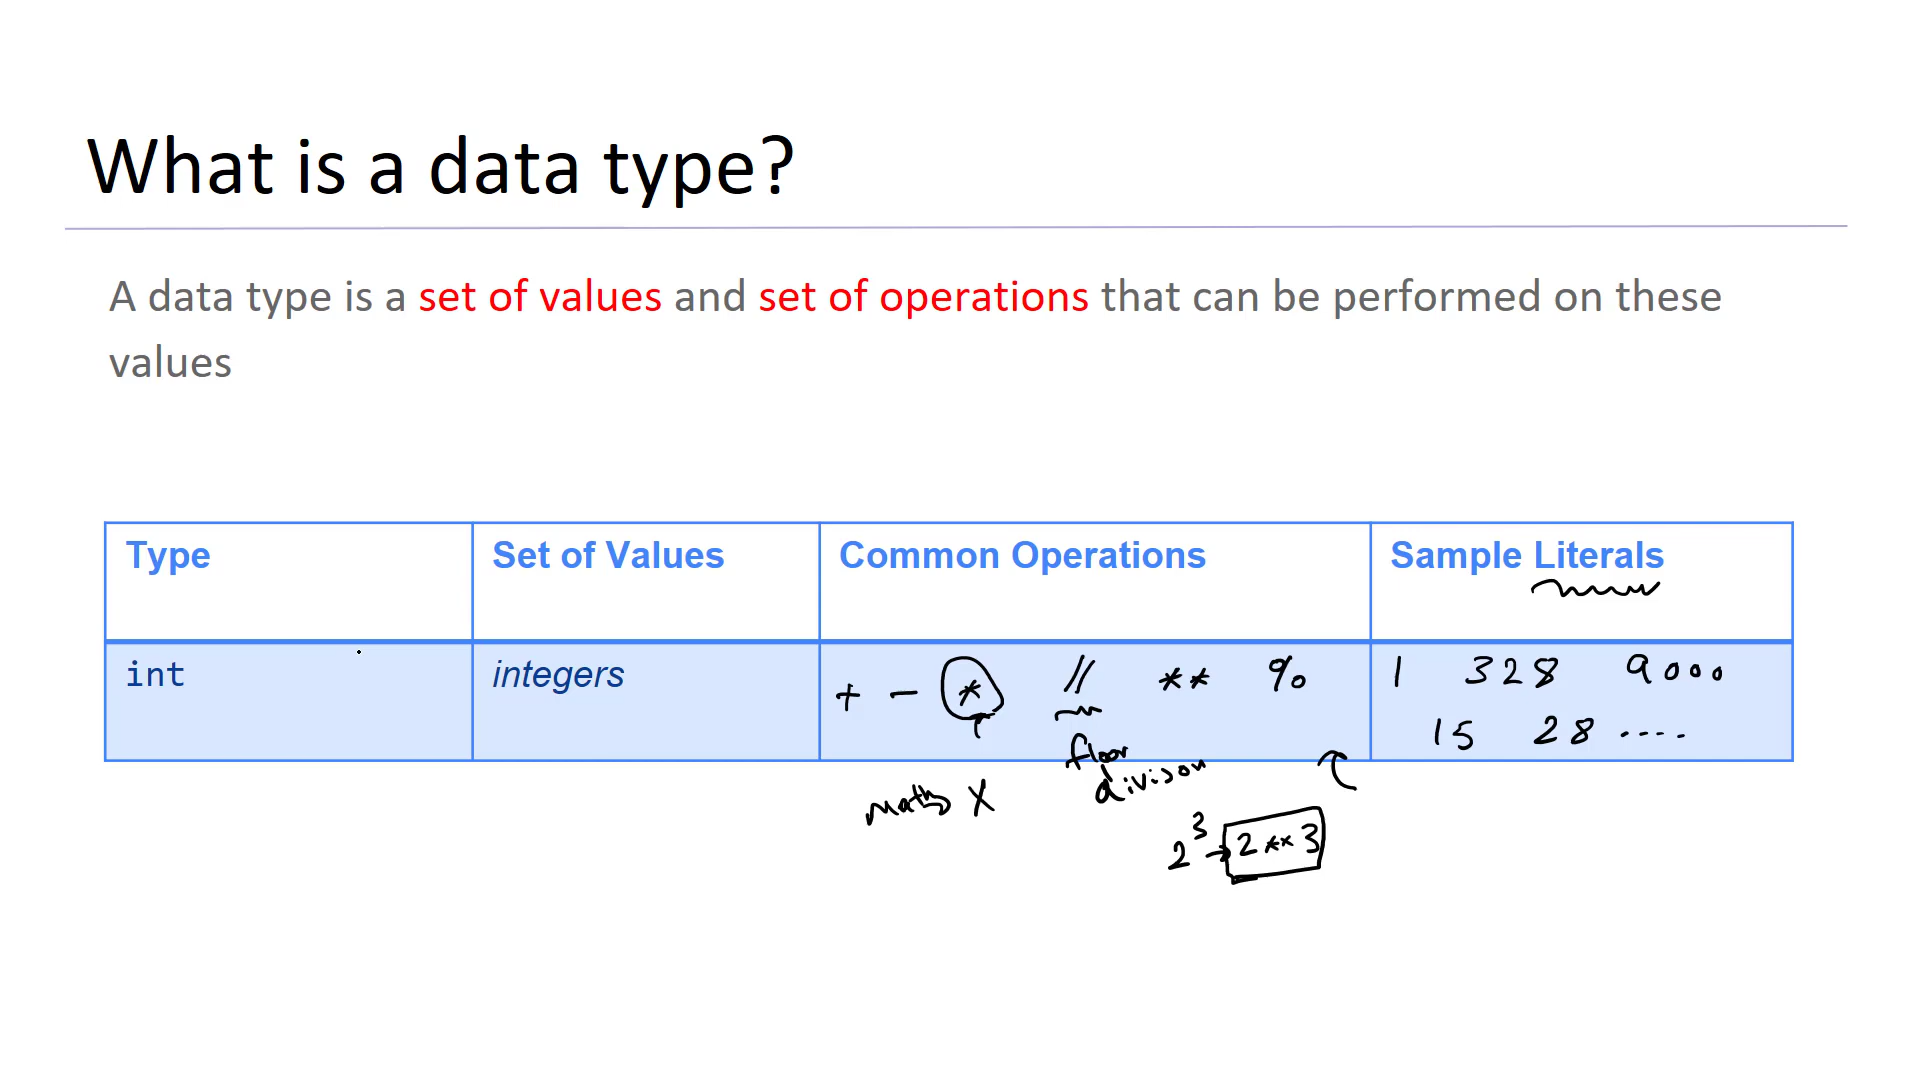 What is a data type?
A data type is a set of values and set of operations that can be performed on these
values
Type Set of Values Common Operations Sample Literals
int integers + - * // ** % 1 328 9000
15 28 ....
floor
divison
math X
2³ → 2**3